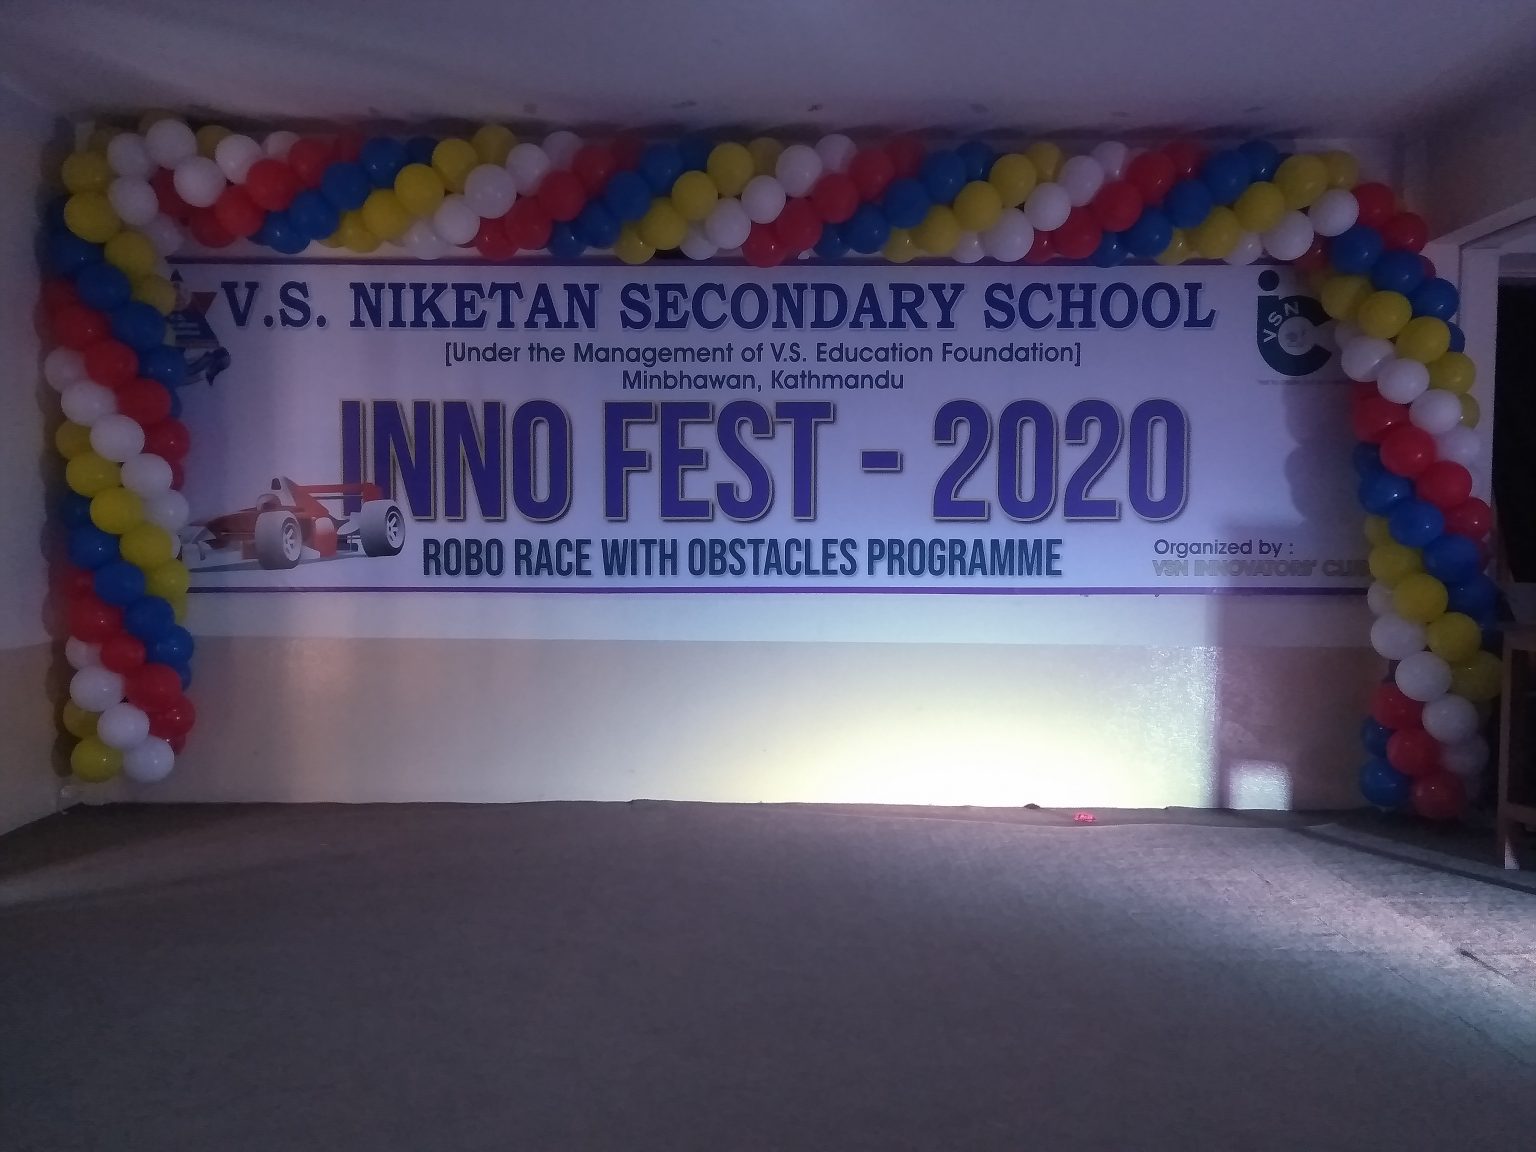 V.S. NIKETAN SECONDARY SCHOOL
[Under the Management of V.S. Education Foundation]
Minbhawan, Kathmandu
INNO FEST - 2020
ROBO RACE WITH OBSTACLES PROGRAMME
VSN
Organized by :
VSN INNOVATORS'